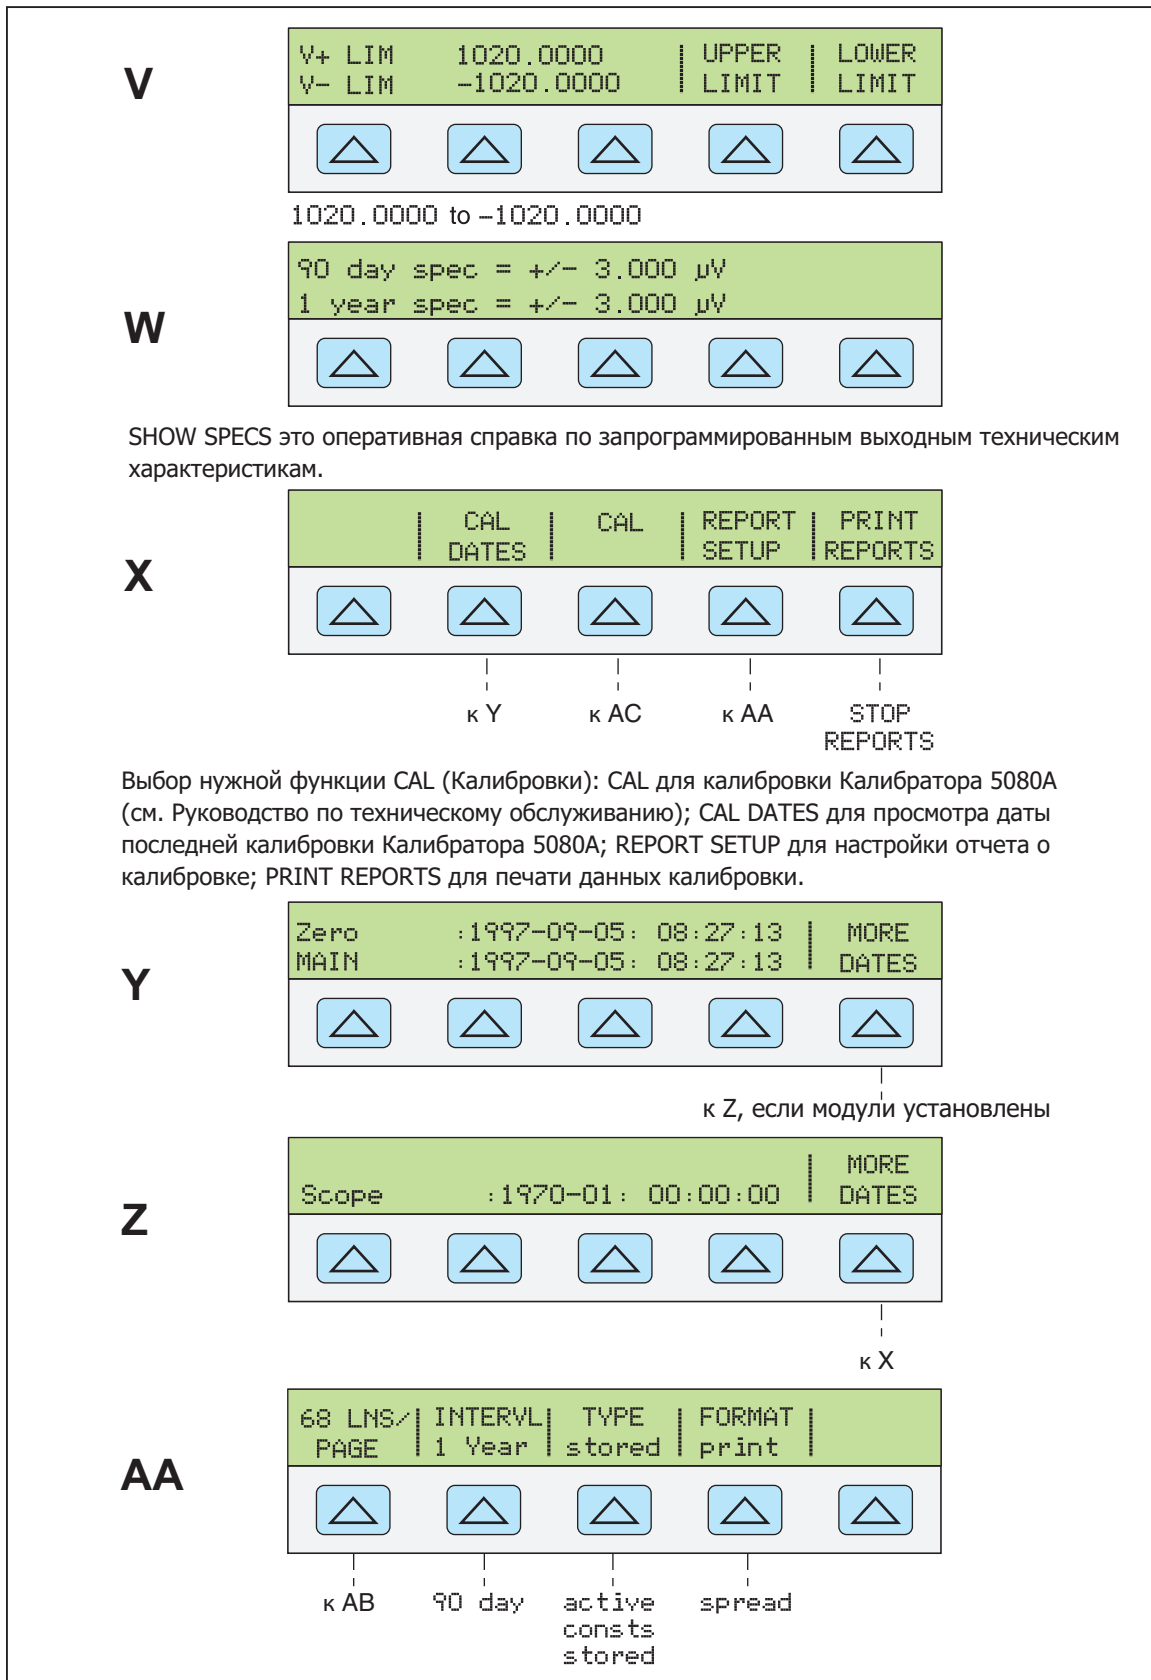 V
V+ LIM 1020.0000 UPPER LOWER
V- LIM -1020.0000 LIMIT LIMIT
1020.0000 to -1020.0000
W
90 day spec = +/- 3.000 µV
1 year spec = +/- 3.000 µV
SHOW SPECS это оперативная справка по запрограммированным выходным техническим
характеристикам.
X
CAL CAL REPORT PRINT
DATES SETUP REPORTS
к Y к AC к AA STOP
REPORTS
Выбор нужной функции CAL (Калибровки): CAL для калибровки Калибратора 5080A
(см. Руководство по техническому обслуживанию); CAL DATES для просмотра даты
последней калибровки Калибратора 5080A; REPORT SETUP для настройки отчета о
калибровке; PRINT REPORTS для печати данных калибровки.
Y
Zero :1997-09-05: 08:27:13 MORE
MAIN :1997-09-05: 08:27:13 DATES
к Z, если модули установлены
Z
MORE
Scope :1970-01: 00:00:00 DATES
к X
AA
68 LNS/ INTERVL TYPE FORMAT
PAGE 1 Year stored print
к AB 90 day active spread
consts
stored